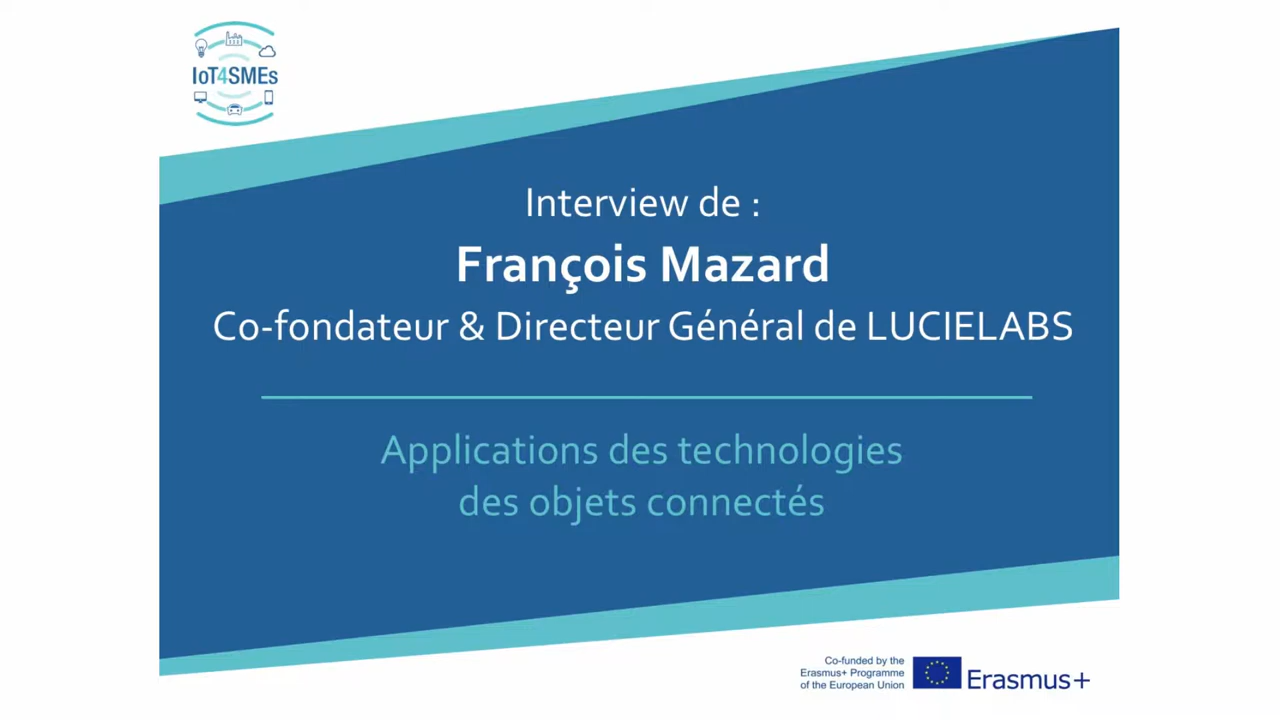 IoT4SMEs
Interview de :
François Mazard
Co-fondateur & Directeur Général de LUCIELABS
Applications des technologies
des objets connectés
Co-funded by the
Erasmus+ Programme
of the European Union
Erasmus+